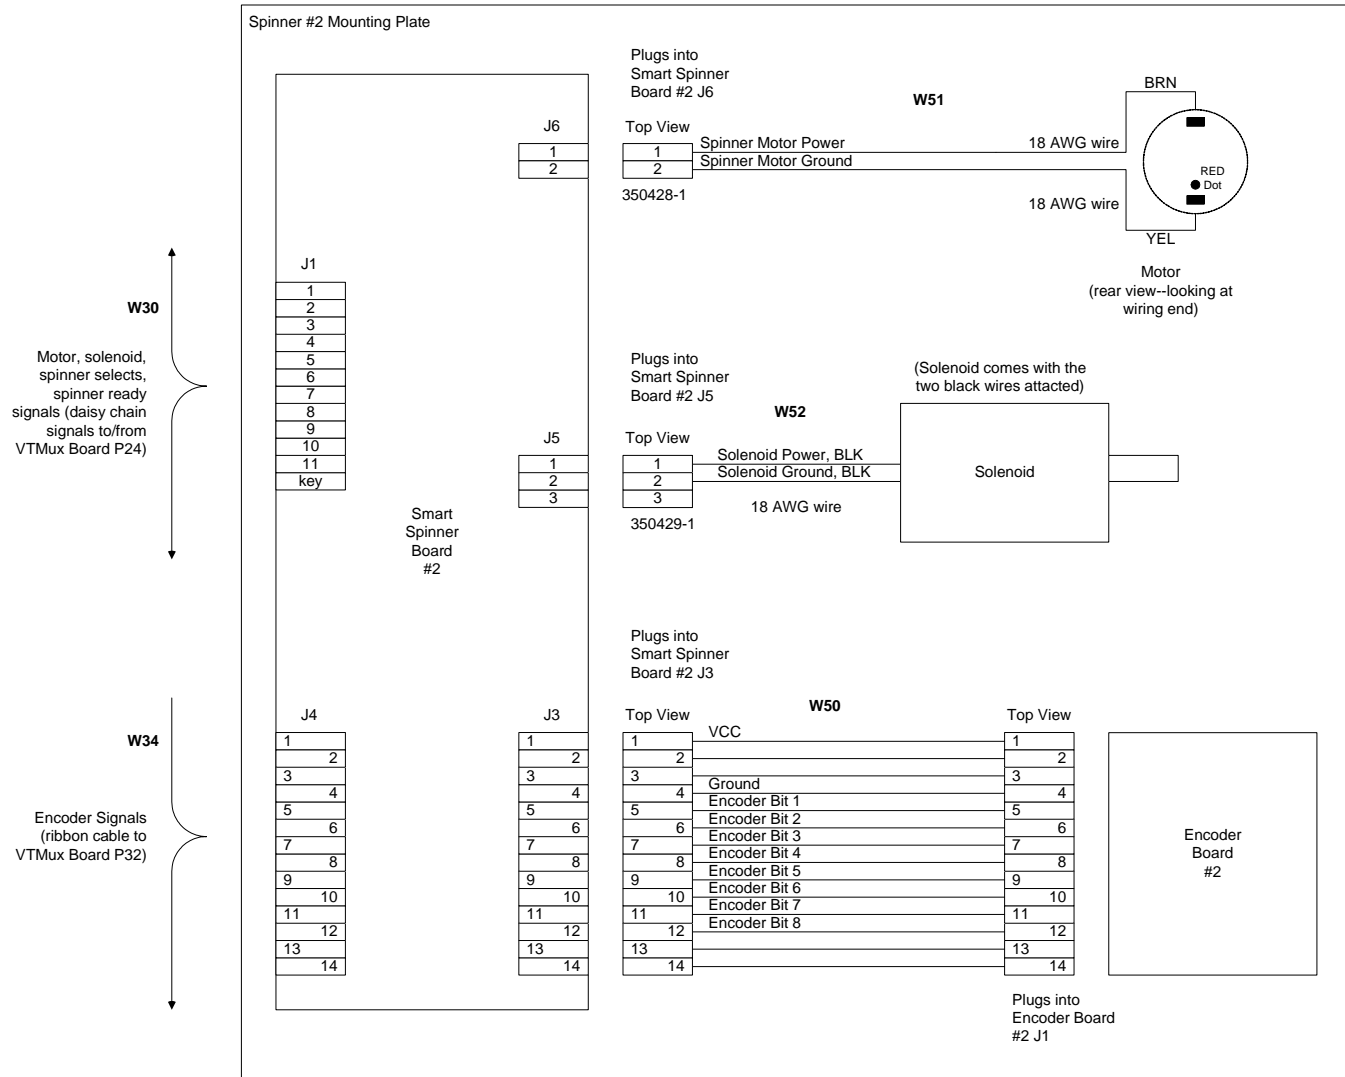 Spinner #2 Mounting Plate
Plugs into
Smart Spinner
Board #2 J6
W51
BRN
J6
Top View
1
2
1
2
Spinner Motor Power
Spinner Motor Ground
18 AWG wire
350428-1
18 AWG wire
RED
Dot
YEL
Motor
(rear view--looking at
wiring end)
J1
1
2
3
4
5
6
7
8
9
10
11
key
W30
Motor, solenoid,
spinner selects,
spinner ready
signals (daisy chain
signals to/from
VTMux Board P24)
Plugs into
Smart Spinner
Board #2 J5
W52
(Solenoid comes with the
two black wires attacted)
J5
Top View
1
2
3
1
2
3
Solenoid Power, BLK
Solenoid Ground, BLK
18 AWG wire
350429-1
Solenoid
Smart
Spinner
Board
#2
Plugs into
Smart Spinner
Board #2 J3
W50
W34
Encoder Signals
(ribbon cable to
VTMux Board P32)
J4
1
2
3
4
5
6
7
8
9
10
11
12
13
14
J3
1
2
3
4
5
6
7
8
9
10
11
12
13
14
Top View
1
2
3
4
5
6
7
8
9
10
11
12
13
14
VCC
Ground
Encoder Bit 1
Encoder Bit 2
Encoder Bit 3
Encoder Bit 4
Encoder Bit 5
Encoder Bit 6
Encoder Bit 7
Encoder Bit 8
Top View
1
2
3
4
5
6
7
8
9
10
11
12
13
14
Encoder
Board
#2
Plugs into
Encoder Board
#2 J1